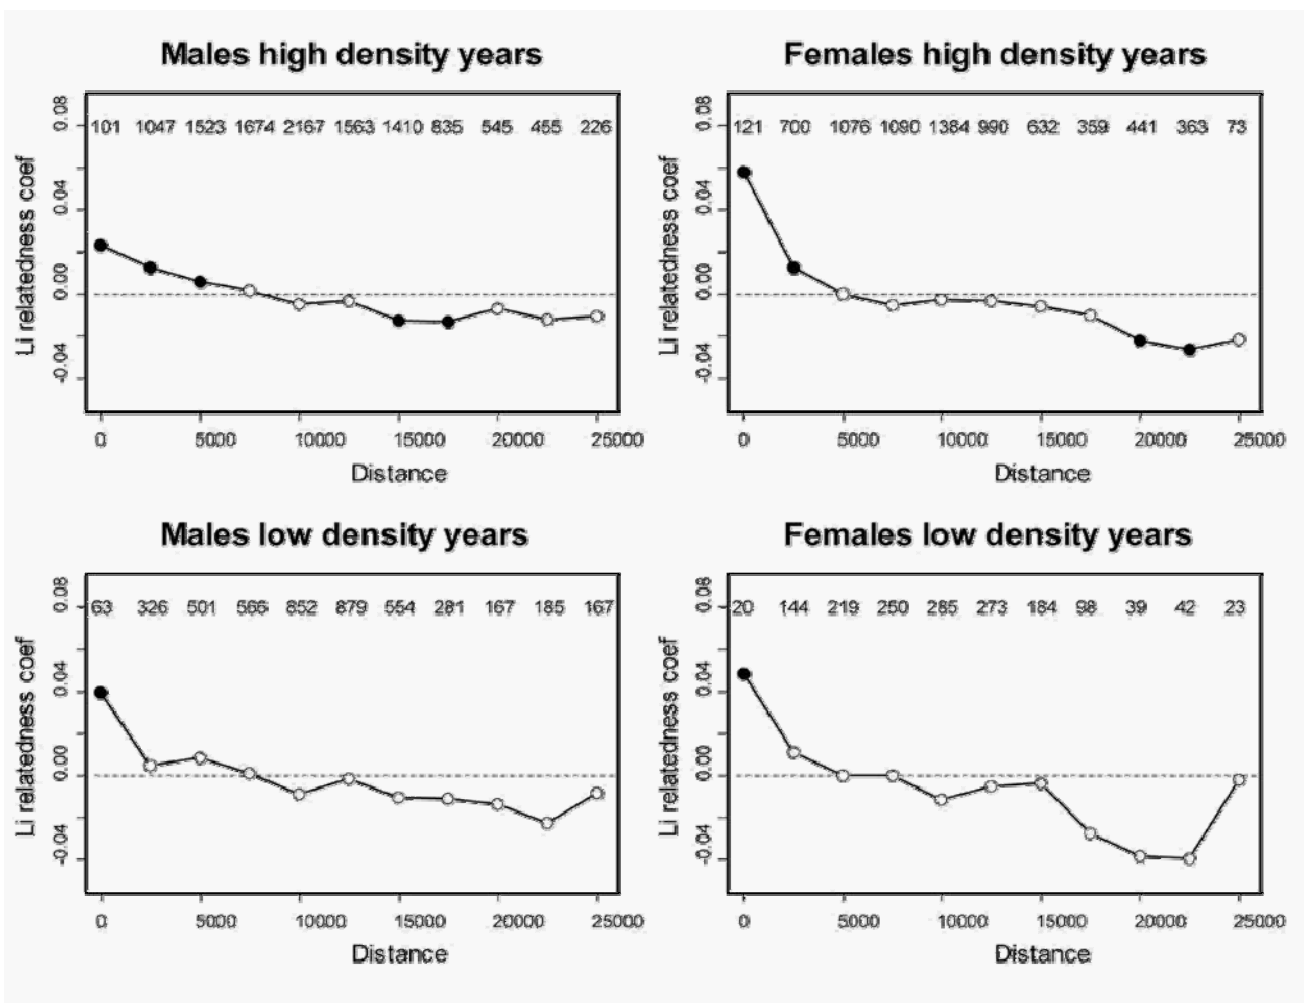 Males high density years
Females high density years
101 1047 1523 1674 2167 1563 1410 835 545 455 226
121 700 1076 1090 1384 990 632 359 441 363 73
Li relatedness coef
0.08
0.04
0.00
-0.04
Li relatedness coef
0.08
0.04
0.00
-0.04
0 5000 10000 15000 20000 25000
0 5000 10000 15000 20000 25000
Distance
Distance
Males low density years
Females low density years
63 326 501 566 852 879 554 281 167 185 167
20 144 219 250 285 273 184 98 39 42 23
Li relatedness coef
0.08
0.04
0.00
-0.04
Li relatedness coef
0.08
0.04
0.00
-0.04
0 5000 10000 15000 20000 25000
0 5000 10000 15000 20000 25000
Distance
Distance